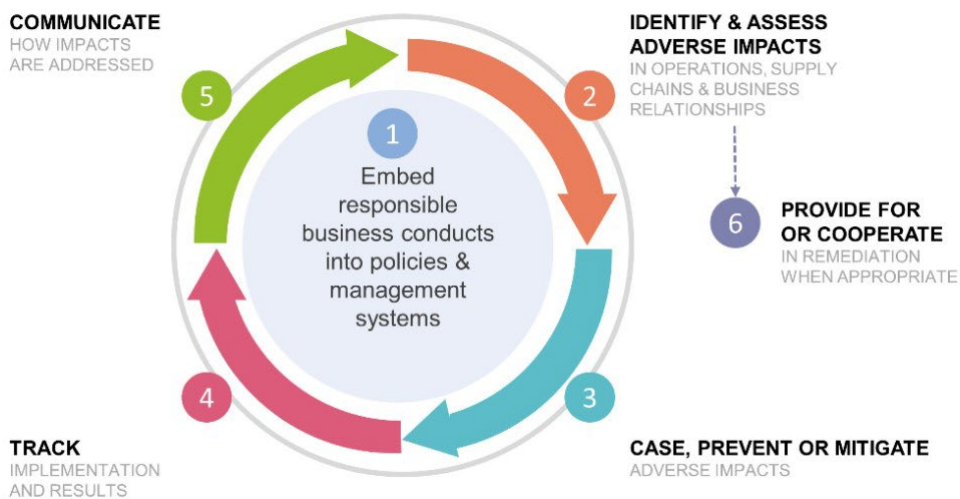 COMMUNICATE
HOW IMPACTS
ARE ADDRESSED
5
1
Embed
responsible
business conducts
into policies &
management
systems
2
IDENTIFY & ASSESS
ADVERSE IMPACTS
IN OPERATIONS, SUPPLY
CHAINS & BUSINESS
RELATIONSHIPS
6
PROVIDE FOR
OR COOPERATE
IN REMEDIATION
WHEN APPROPRIATE
4
TRACK
IMPLEMENTATION
AND RESULTS
3
CASE, PREVENT OR MITIGATE
ADVERSE IMPACTS